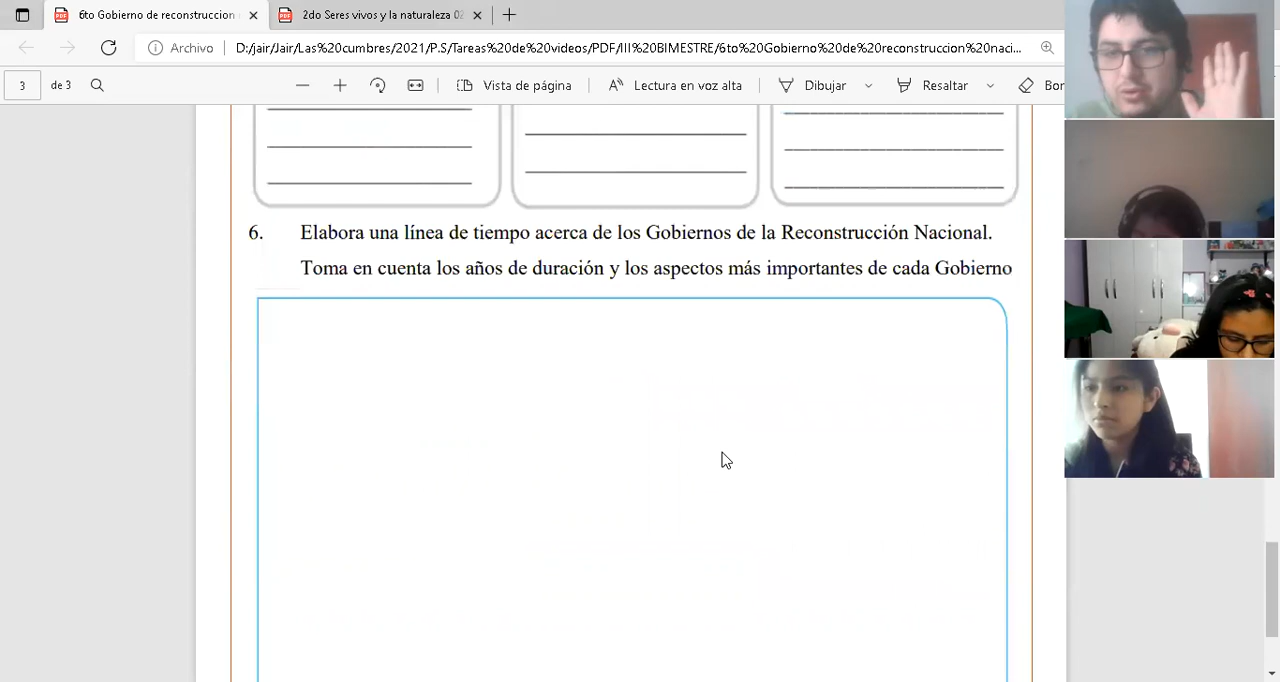 6to Gobierno de reconstruccion
2do Seres vivos y la naturaleza 02
Archivo
D:/jair/Jair/Las%20cumbres/2021/P.S/tareas%20de%20videos/PDF/III%20BIMESTRE/6to%20Gobierno%20de%20reconstruccion%20naci...
3
de 3
Vista de página
Lectura en voz alta
Dibujar
Resaltar
Bor
6. Elabora una línea de tiempo acerca de los Gobiernos de la Reconstrucción Nacional.
Toma en cuenta los años de duración y los aspectos más importantes de cada Gobierno